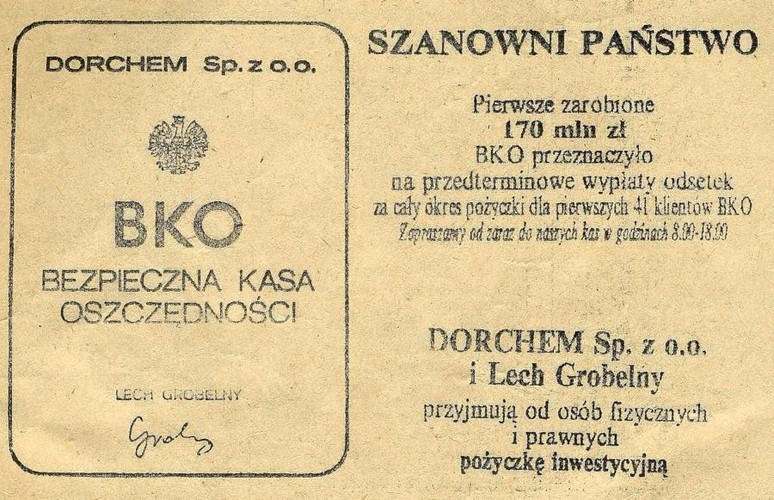 DORCHEM Sp. z o.o.
BKO
BEZPIECZNA KASA
OSZCZĘDNOŚCI
LECH GROBELNY
SZANOWNI PAŃSTWO
Pierwsze zarobione
170 mln zł
BKO przeznaczyło
na przedterminowe wypłaty odsetek
za cały okres pożyczki dla pierwszych 41 klientów BKO
Zapraszamy od zaraz do naszych kas w godzinach 8.00-18.00
DORCHEM Sp. z o.o.
i Lech Grobelny
przyjmują od osób fizycznych
i prawnych
pożyczkę inwestycyjną